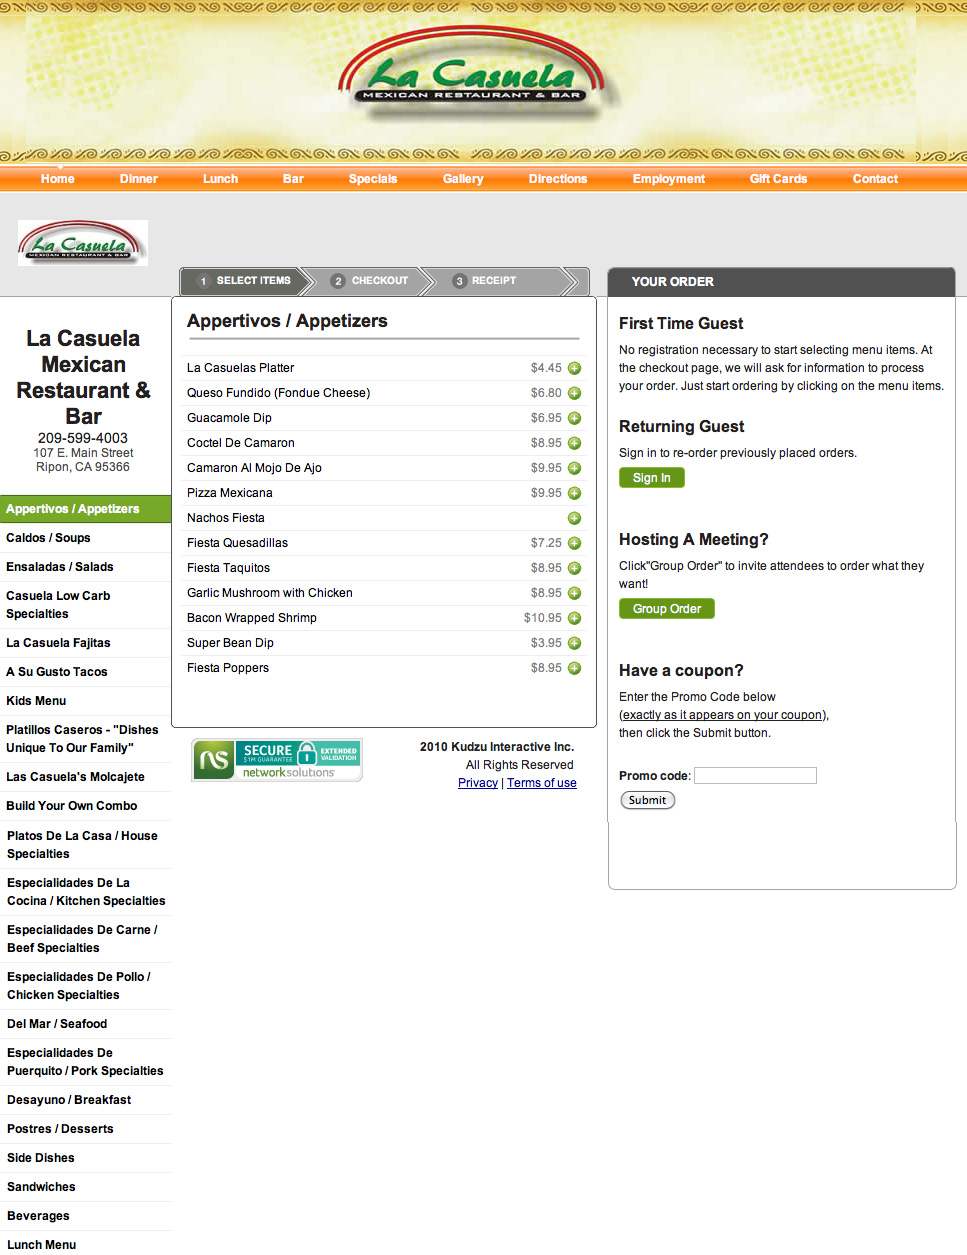 La Casuela
MEXICAN RESTAURANT & BAR
Home Dinner Lunch Bar Specials Gallery Directions Employment Gift Cards Contact
La Casuela
MEXICAN RESTAURANT & BAR
1 SELECT ITEMS 2 CHECKOUT 3 RECEIPT
La Casuela
Mexican
Restaurant &
Bar
209-599-4003
107 E. Main Street
Ripon, CA 95366
Appertivos / Appetizers
Caldos / Soups
Ensaladas / Salads
Casuela Low Carb
Specialties
La Casuela Fajitas
A Su Gusto Tacos
Kids Menu
Platillos Caseros - "Dishes
Unique To Our Family"
Las Casuela's Molcajete
Build Your Own Combo
Platos De La Casa / House
Specialties
Especialidades De La
Cocina / Kitchen Specialties
Especialidades De Carne /
Beef Specialties
Especialidades De Pollo /
Chicken Specialties
Del Mar / Seafood
Especialidades De
Puerquito / Pork Specialties
Desayuno / Breakfast
Postres / Desserts
Side Dishes
Sandwiches
Beverages
Lunch Menu
Appertivos / Appetizers
La Casuelas Platter $4.45
Queso Fundido (Fondue Cheese) $6.80
Guacamole Dip $6.95
Coctel De Camaron $8.95
Camaron Al Mojo De Ajo $9.95
Pizza Mexicana $9.95
Nachos Fiesta
Fiesta Quesadillas $7.25
Fiesta Taquitos $8.95
Garlic Mushroom with Chicken $8.95
Bacon Wrapped Shrimp $10.95
Super Bean Dip $3.95
Fiesta Poppers $8.95
ns SECURE
$1M GUARANTEE
EXTENDED
VALIDATION
networksolutions
2010 Kudzu Interactive Inc.
All Rights Reserved
Privacy | Terms of use
YOUR ORDER
First Time Guest
No registration necessary to start selecting menu items. At
the checkout page, we will ask for information to process
your order. Just start ordering by clicking on the menu items.
Returning Guest
Sign in to re-order previously placed orders.
Sign In
Hosting A Meeting?
Click"Group Order" to invite attendees to order what they
want!
Group Order
Have a coupon?
Enter the Promo Code below
(exactly as it appears on your coupon),
then click the Submit button.
Promo code:
Submit